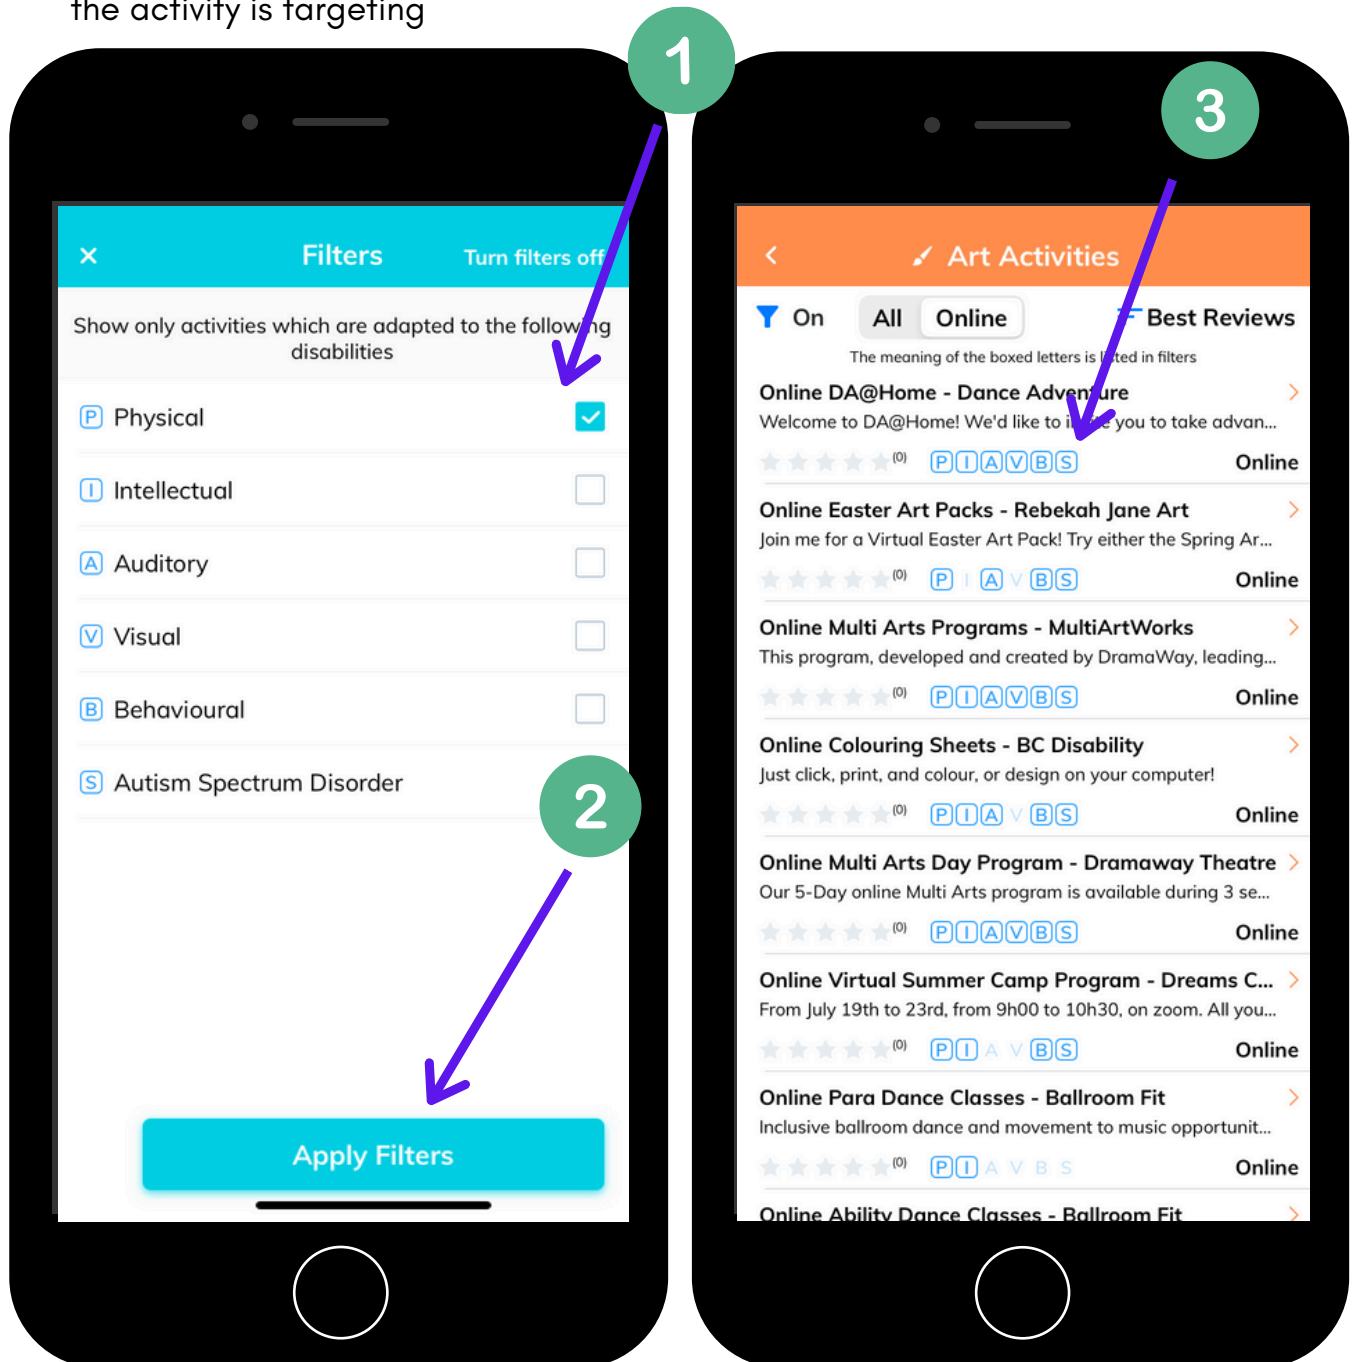 the activity is targeting
1
Filters
Turn filters off
Show only activities which are adapted to the following
disabilities
P Physical
I Intellectual
A Auditory
V Visual
B Behavioural
S Autism Spectrum Disorder
2
Apply Filters
3
Art Activities
On
All
Online
Best Reviews
The meaning of the boxed letters is listed in filters
Online DA@Home - Dance Adventure
Welcome to DA@Home! We'd like to invite you to take advan...
(0) P I A V B S Online
Online Easter Art Packs - Rebekah Jane Art
Join me for a Virtual Easter Art Pack! Try either the Spring Ar...
(0) P I A V B S Online
Online Multi Arts Programs - MultiArtWorks
This program, developed and created by DramaWay, leading...
(0) P I A V B S Online
Online Colouring Sheets - BC Disability
Just click, print, and colour, or design on your computer!
(0) P I A V B S Online
Online Multi Arts Day Program - Dramaway Theatre
Our 5-Day online Multi Arts program is available during 3 se...
(0) P I A V B S Online
Online Virtual Summer Camp Program - Dreams C...
From July 19th to 23rd, from 9h00 to 10h30, on zoom. All you...
(0) P I A V B S Online
Online Para Dance Classes - Ballroom Fit
Inclusive ballroom dance and movement to music opportunit...
(0) P I A V B S Online
Online Ability Dance Classes - Ballroom Fit